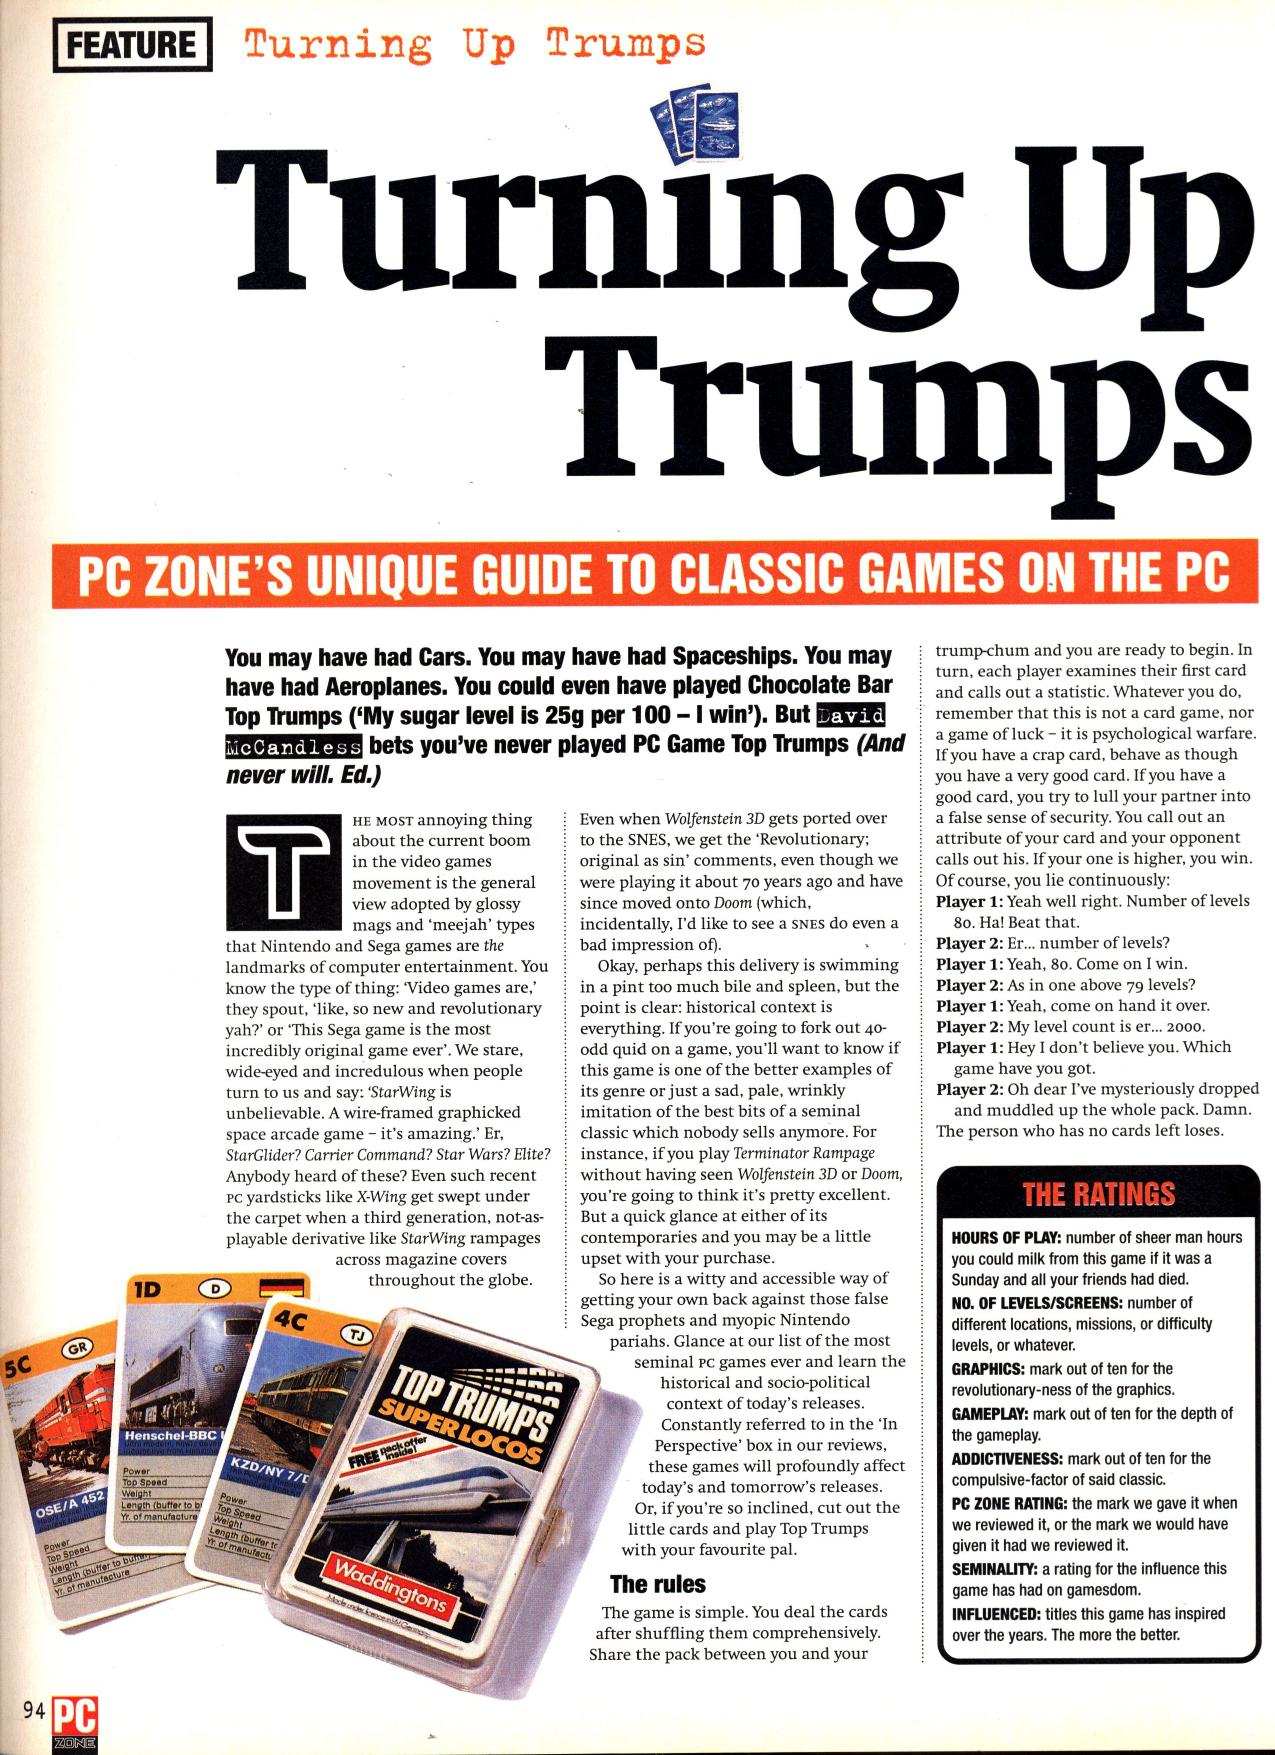 FEATURE Turning Up Trumps
Turning Up
Trumps
PC ZONE'S UNIQUE GUIDE TO CLASSIC GAMES ON THE PC
You may have had Cars. You may have had Spaceships. You may
have had Aeroplanes. You could even have played Chocolate Bar
Top Trumps ('My sugar level is 25g per 100 – I win'). But David
McCandless bets you've never played PC Game Top Trumps (And
never will. Ed.)
THE MOST annoying thing
about the current boom
in the video games
movement is the general
view adopted by glossy
mags and 'meejah' types
that Nintendo and Sega games are the
landmarks of computer entertainment. You
know the type of thing: 'Video games are,'
they spout, 'like, so new and revolutionary
yah?' or 'This Sega game is the most
incredibly original game ever'. We stare,
wide-eyed and incredulous when people
turn to us and say: 'StarWing is
unbelievable. A wire-framed graphicked
space arcade game – it's amazing.' Er,
StarGlider? Carrier Command? Star Wars? Elite?
Anybody heard of these? Even such recent
PC yardsticks like X-Wing get swept under
the carpet when a third generation, not-as-
playable derivative like StarWing rampages
across magazine covers
throughout the globe.
Even when Wolfenstein 3D gets ported over
to the SNES, we get the 'Revolutionary;
original as sin' comments, even though we
were playing it about 70 years ago and have
since moved onto Doom (which,
incidentally, I'd like to see a SNES do even a
bad impression of).
Okay, perhaps this delivery is swimming
in a pint too much bile and spleen, but the
point is clear: historical context is
everything. If you're going to fork out 40-
odd quid on a game, you'll want to know if
this game is one of the better examples of
its genre or just a sad, pale, wrinkly
imitation of the best bits of a seminal
classic which nobody sells anymore. For
instance, if you play Terminator Rampage
without having seen Wolfenstein 3D or Doom,
you're going to think it's pretty excellent.
But a quick glance at either of its
contemporaries and you may be a little
upset with your purchase.
So here is a witty and accessible way of
getting your own back against those false
Sega prophets and myopic Nintendo
pariahs. Glance at our list of the most
seminal PC games ever and learn the
historical and socio-political
context of today's releases.
Constantly referred to in the 'In
Perspective' box in our reviews,
these games will profoundly affect
today's and tomorrow's releases.
Or, if you're so inclined, cut out the
little cards and play Top Trumps
with your favourite pal.
The rules
The game is simple. You deal the cards
after shuffling them comprehensively.
Share the pack between you and your
trump-chum and you are ready to begin. In
turn, each player examines their first card
and calls out a statistic. Whatever you do,
remember that this is not a card game, nor
a game of luck – it is psychological warfare.
If you have a crap card, behave as though
you have a very good card. If you have a
good card, you try to lull your partner into
a false sense of security. You call out an
attribute of your card and your opponent
calls out his. If your one is higher, you win.
Of course, you lie continuously:
Player 1: Yeah well right. Number of levels
80. Ha! Beat that.
Player 2: Er... number of levels?
Player 1: Yeah, 80. Come on I win.
Player 2: As in one above 79 levels?
Player 1: Yeah, come on hand it over.
Player 2: My level count is er... 2000.
Player 1: Hey I don't believe you. Which
game have you got.
Player 2: Oh dear I've mysteriously dropped
and muddled up the whole pack. Damn.
The person who has no cards left loses.
THE RATINGS
HOURS OF PLAY: number of sheer man hours
you could milk from this game if it was a
Sunday and all your friends had died.
NO. OF LEVELS/SCREENS: number of
different locations, missions, or difficulty
levels, or whatever.
GRAPHICS: mark out of ten for the
revolutionary-ness of the graphics.
GAMEPLAY: mark out of ten for the depth of
the gameplay.
ADDICTIVENESS: mark out of ten for the
compulsive-factor of said classic.
PC ZONE RATING: the mark we gave it when
we reviewed it, or the mark we would have
given it had we reviewed it.
SEMINALITY: a rating for the influence this
game has had on gamesdom.
INFLUENCED: titles this game has inspired
over the years. The more the better.
5C GR
OSE/A 452
Power
Top Speed
Weight
Length (buffer to buffer)
Yr. of manufacture
1D D
Henschel-BBC
Power
Top Speed
Weight
Length (buffer to b
Yr. of manufacture
4C TJ
KZD/NY 7/
Power
Top Speed
Weight
Length (buffer to
Yr. of manufactu
TOP TRUMPS
SUPER LOCOS
FREE pack offer
inside!
Waddingtons
94 PC
ZONE